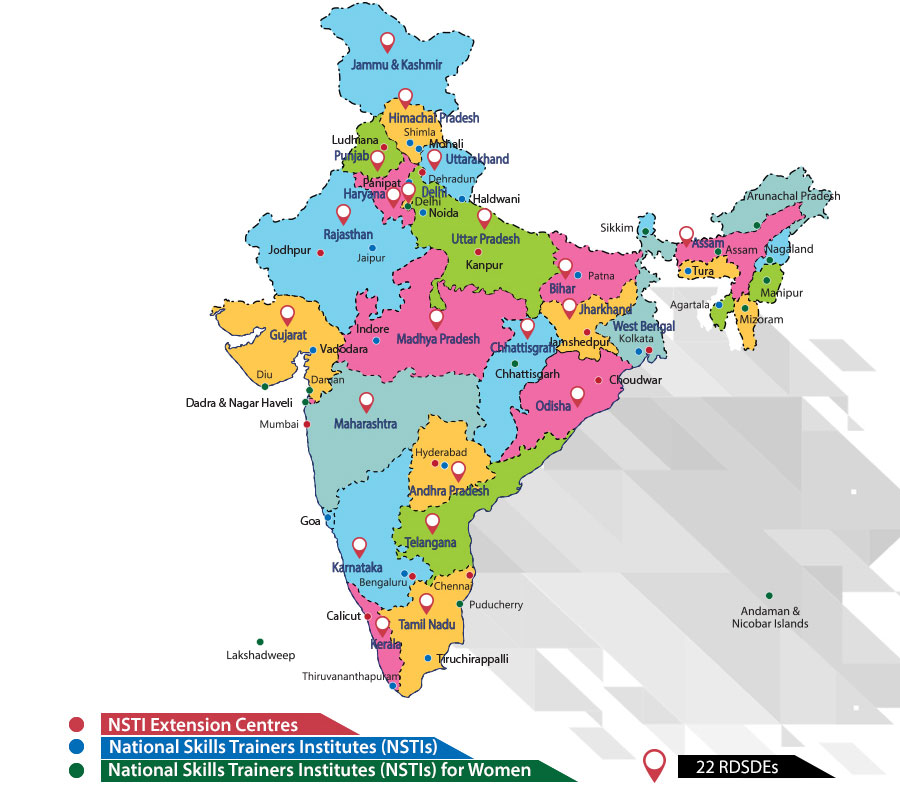 Jammu & Kashmir
Himachal Pradesh
Shimla
Ludhiana
Mohali
Punjab
Uttarakhand
Panipat
Dehradun
Haryana
Delhi
Delhi
Haldwani
Noida
Arunachal Pradesh
Sikkim
Rajasthan
Uttar Pradesh
Assam
Assam
Nagaland
Jodhpur
Jaipur
Kanpur
Bihar
Patna
Tura
Manipur
Agartala
Mizoram
Jharkhand
Indore
West Bengal
Gujarat
Madhya Pradesh
Kolkata
Jamshedpur
Chhattisgrah
Vadodara
Chhattisgarh
Diu
Daman
Choudwar
Dadra & Nagar Haveli
Odisha
Mumbai
Maharashtra
Hyderabad
Andhra Pradesh
Goa
Telangana
Karnataka
Bengaluru
Chennai
Puducherry
Andaman &
Nicobar Islands
Calicut
Tamil Nadu
Kerala
Lakshadweep
Tiruchirappalli
Thiruvananthapuram
NSTI Extension Centres
National Skills Trainers Institutes (NSTIs)
National Skills Trainers Institutes (NSTIs) for Women
22 RDSDEs